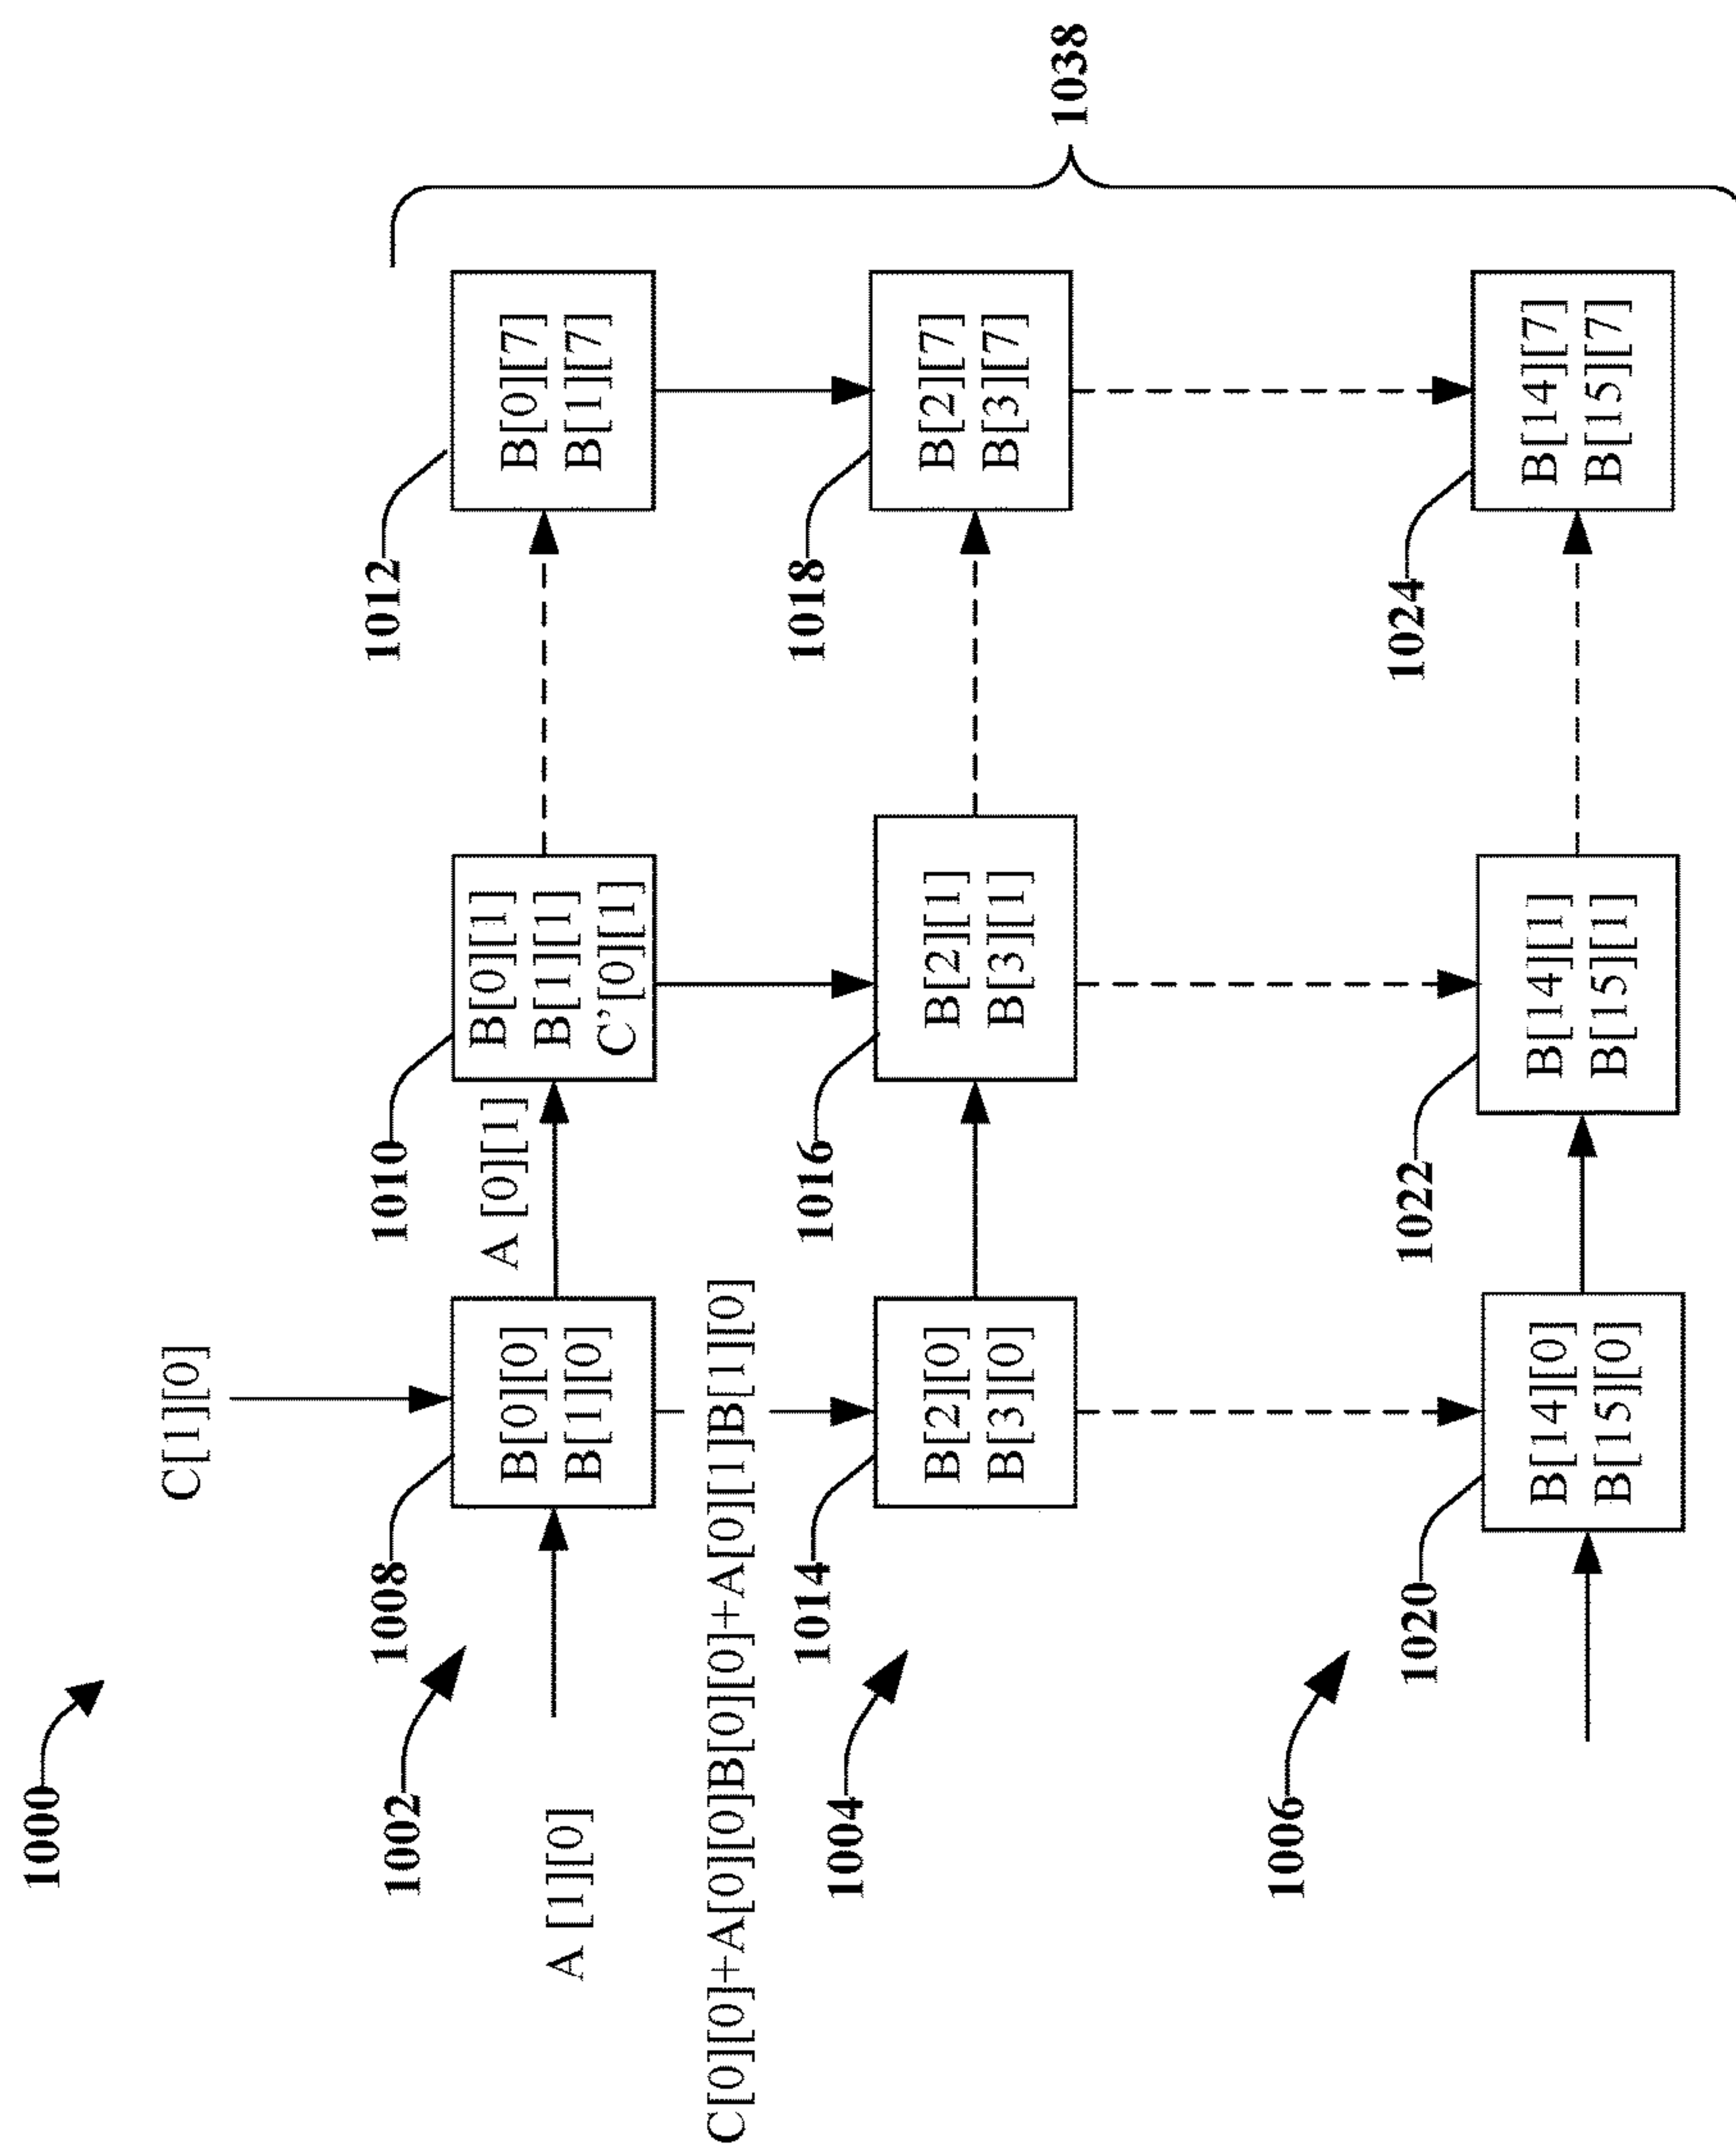 1000
C[1][0]
1002
1008
1010
1012
A [1][0]
B[0][0]
B[1][0]
A [0][1]
B[0][1]
B[1][1]
C'[0][1]
B[0][7]
B[1][7]
C[0][0]+A[0][0]B[0][0]+A[0][1]B[1][0]
1004
1014
1016
1018
B[2][0]
B[3][0]
B[2][1]
B[3][1]
B[2][7]
B[3][7]
1038
1006
1020
1022
1024
B[14][0]
B[15][0]
B[14][1]
B[15][1]
B[14][7]
B[15][7]